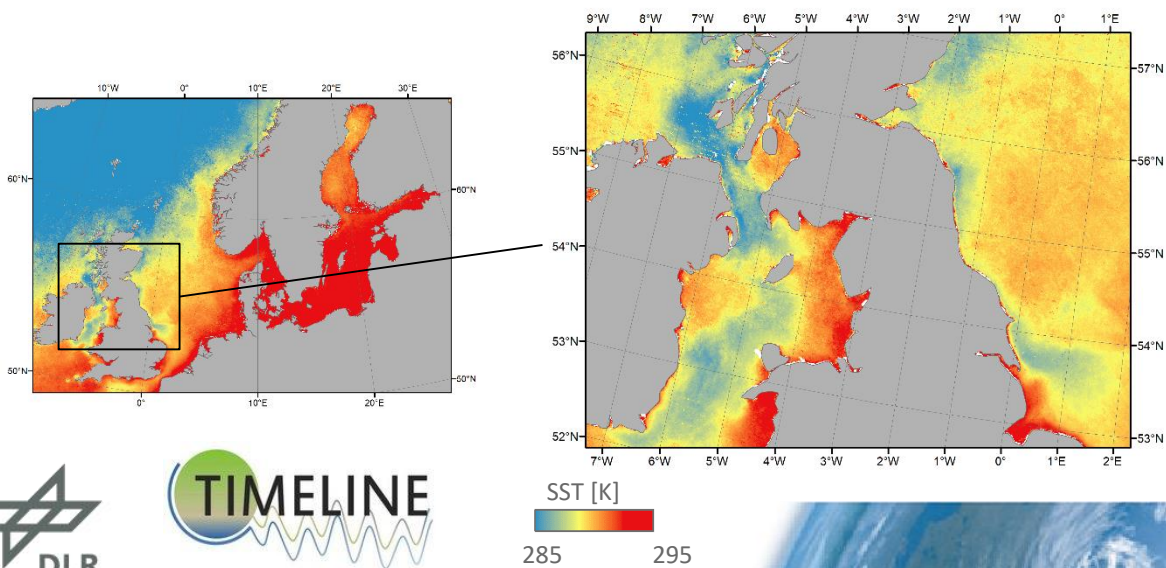 9°W 8°W 7°W 6°W 5°W 4°W 3°W 2°W 1°W 0° 1°E
56°N
57°N
10°W 0° 10°E 20°E 30°E
55°N
56°N
60°N
60°N
54°N
55°N
53°N
54°N
50°N
50°N
52°N
53°N
0° 10°E 20°E
7°W 6°W 5°W 4°W 3°W 2°W 1°W 0° 1°E 2°E
TIMELINE
SST [K]
285 295
DLR